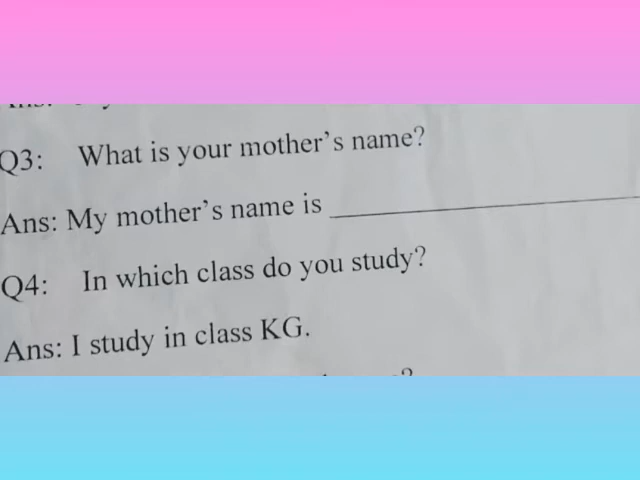 Q3: What is your mother's name?
Ans: My mother's name is
Q4: In which class do you study?
Ans: I study in class KG.